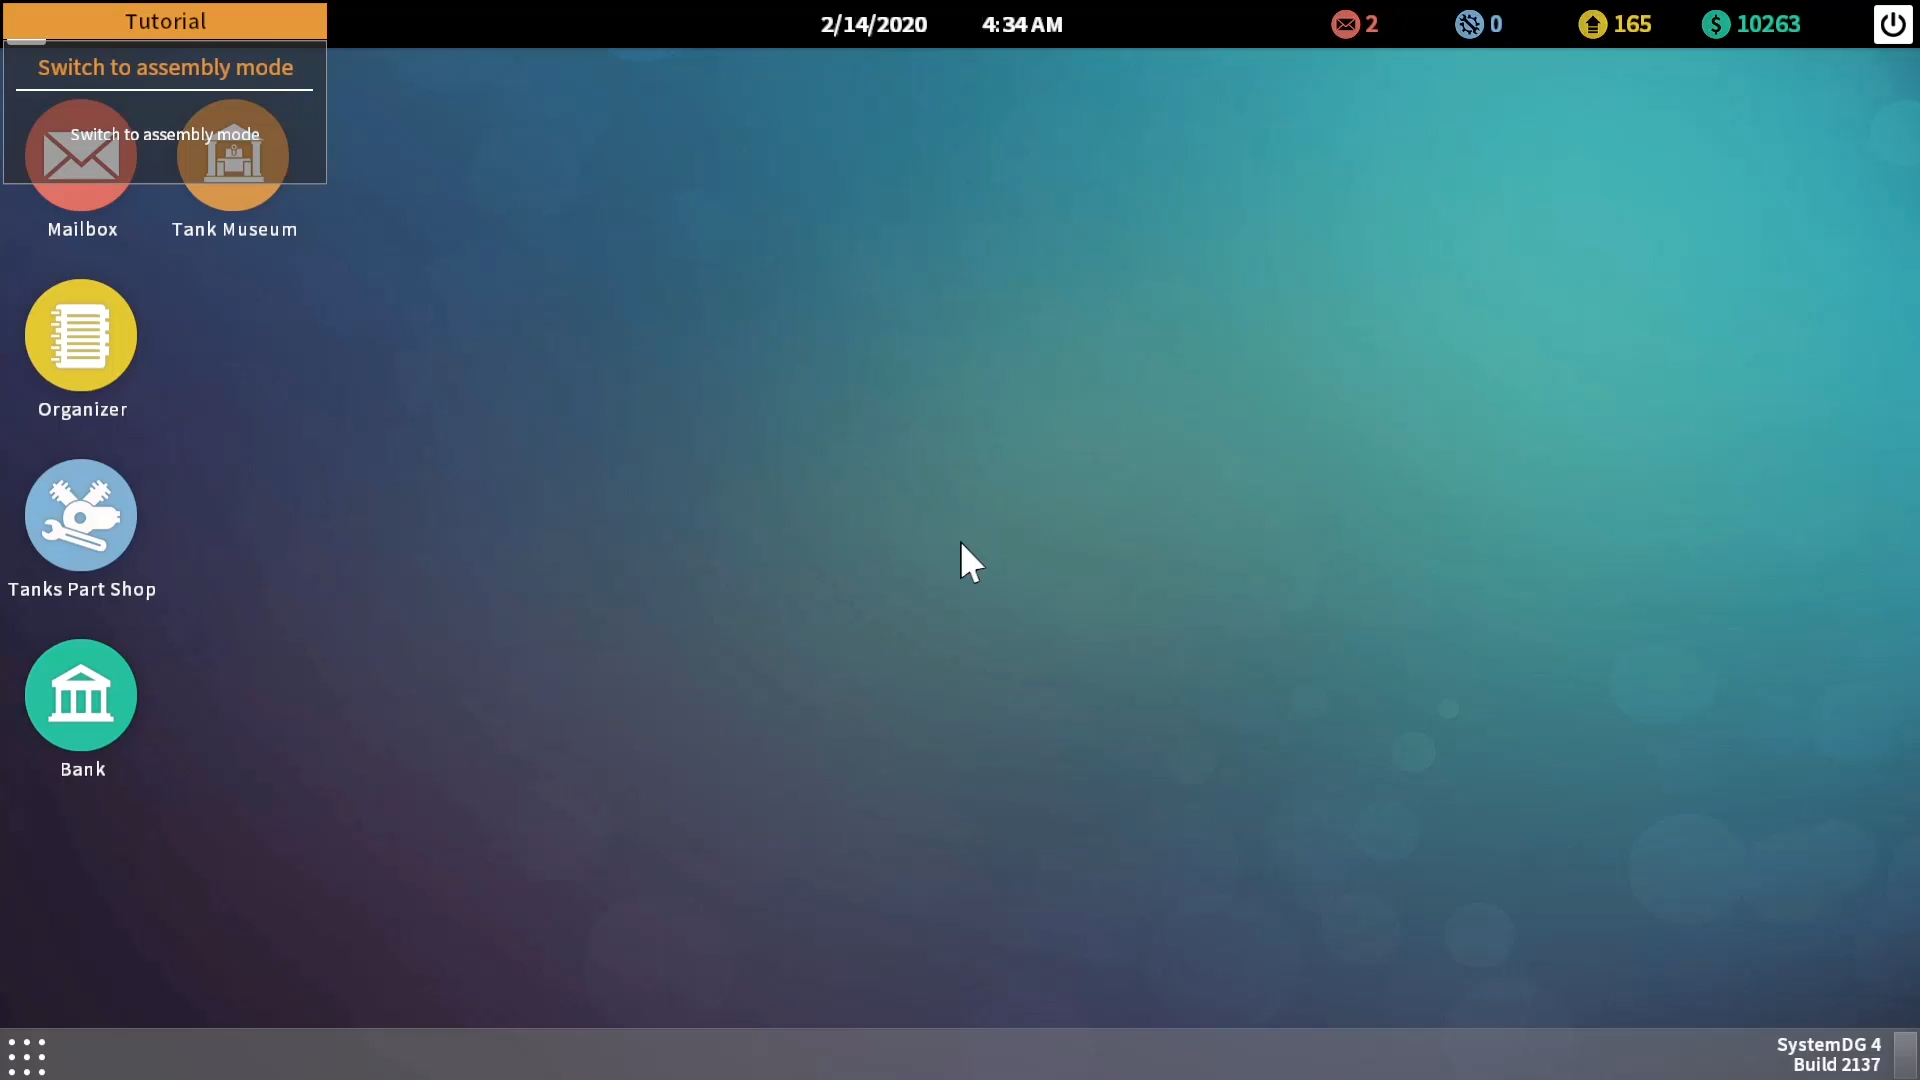 Tutorial
2/14/2020 4:34 AM 2 0 165 10263
Switch to assembly mode
Switch to assembly mode
Mailbox Tank Museum
Organizer
Tanks Part Shop
Bank
SystemDG 4
Build 2137